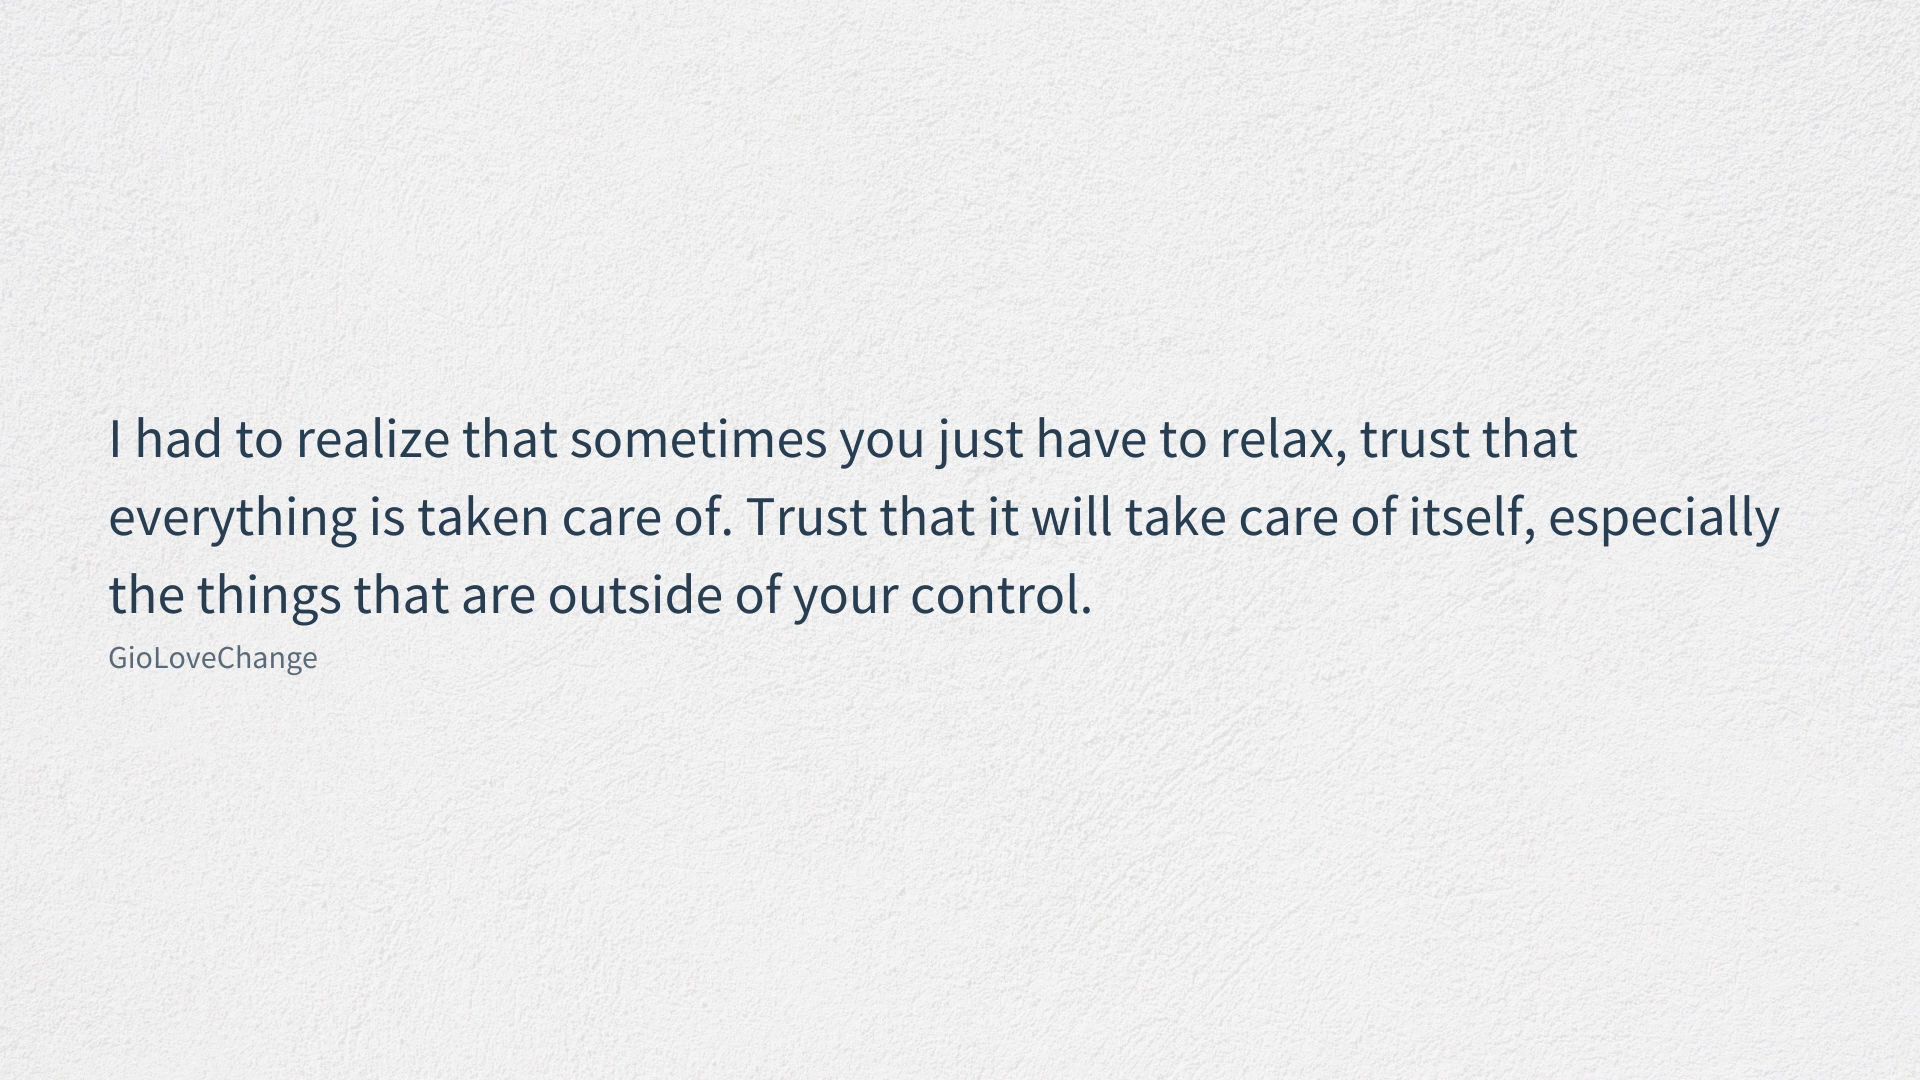 I had to realize that sometimes you just have to relax, trust that
everything is taken care of. Trust that it will take care of itself, especially
the things that are outside of your control.
GioLoveChange